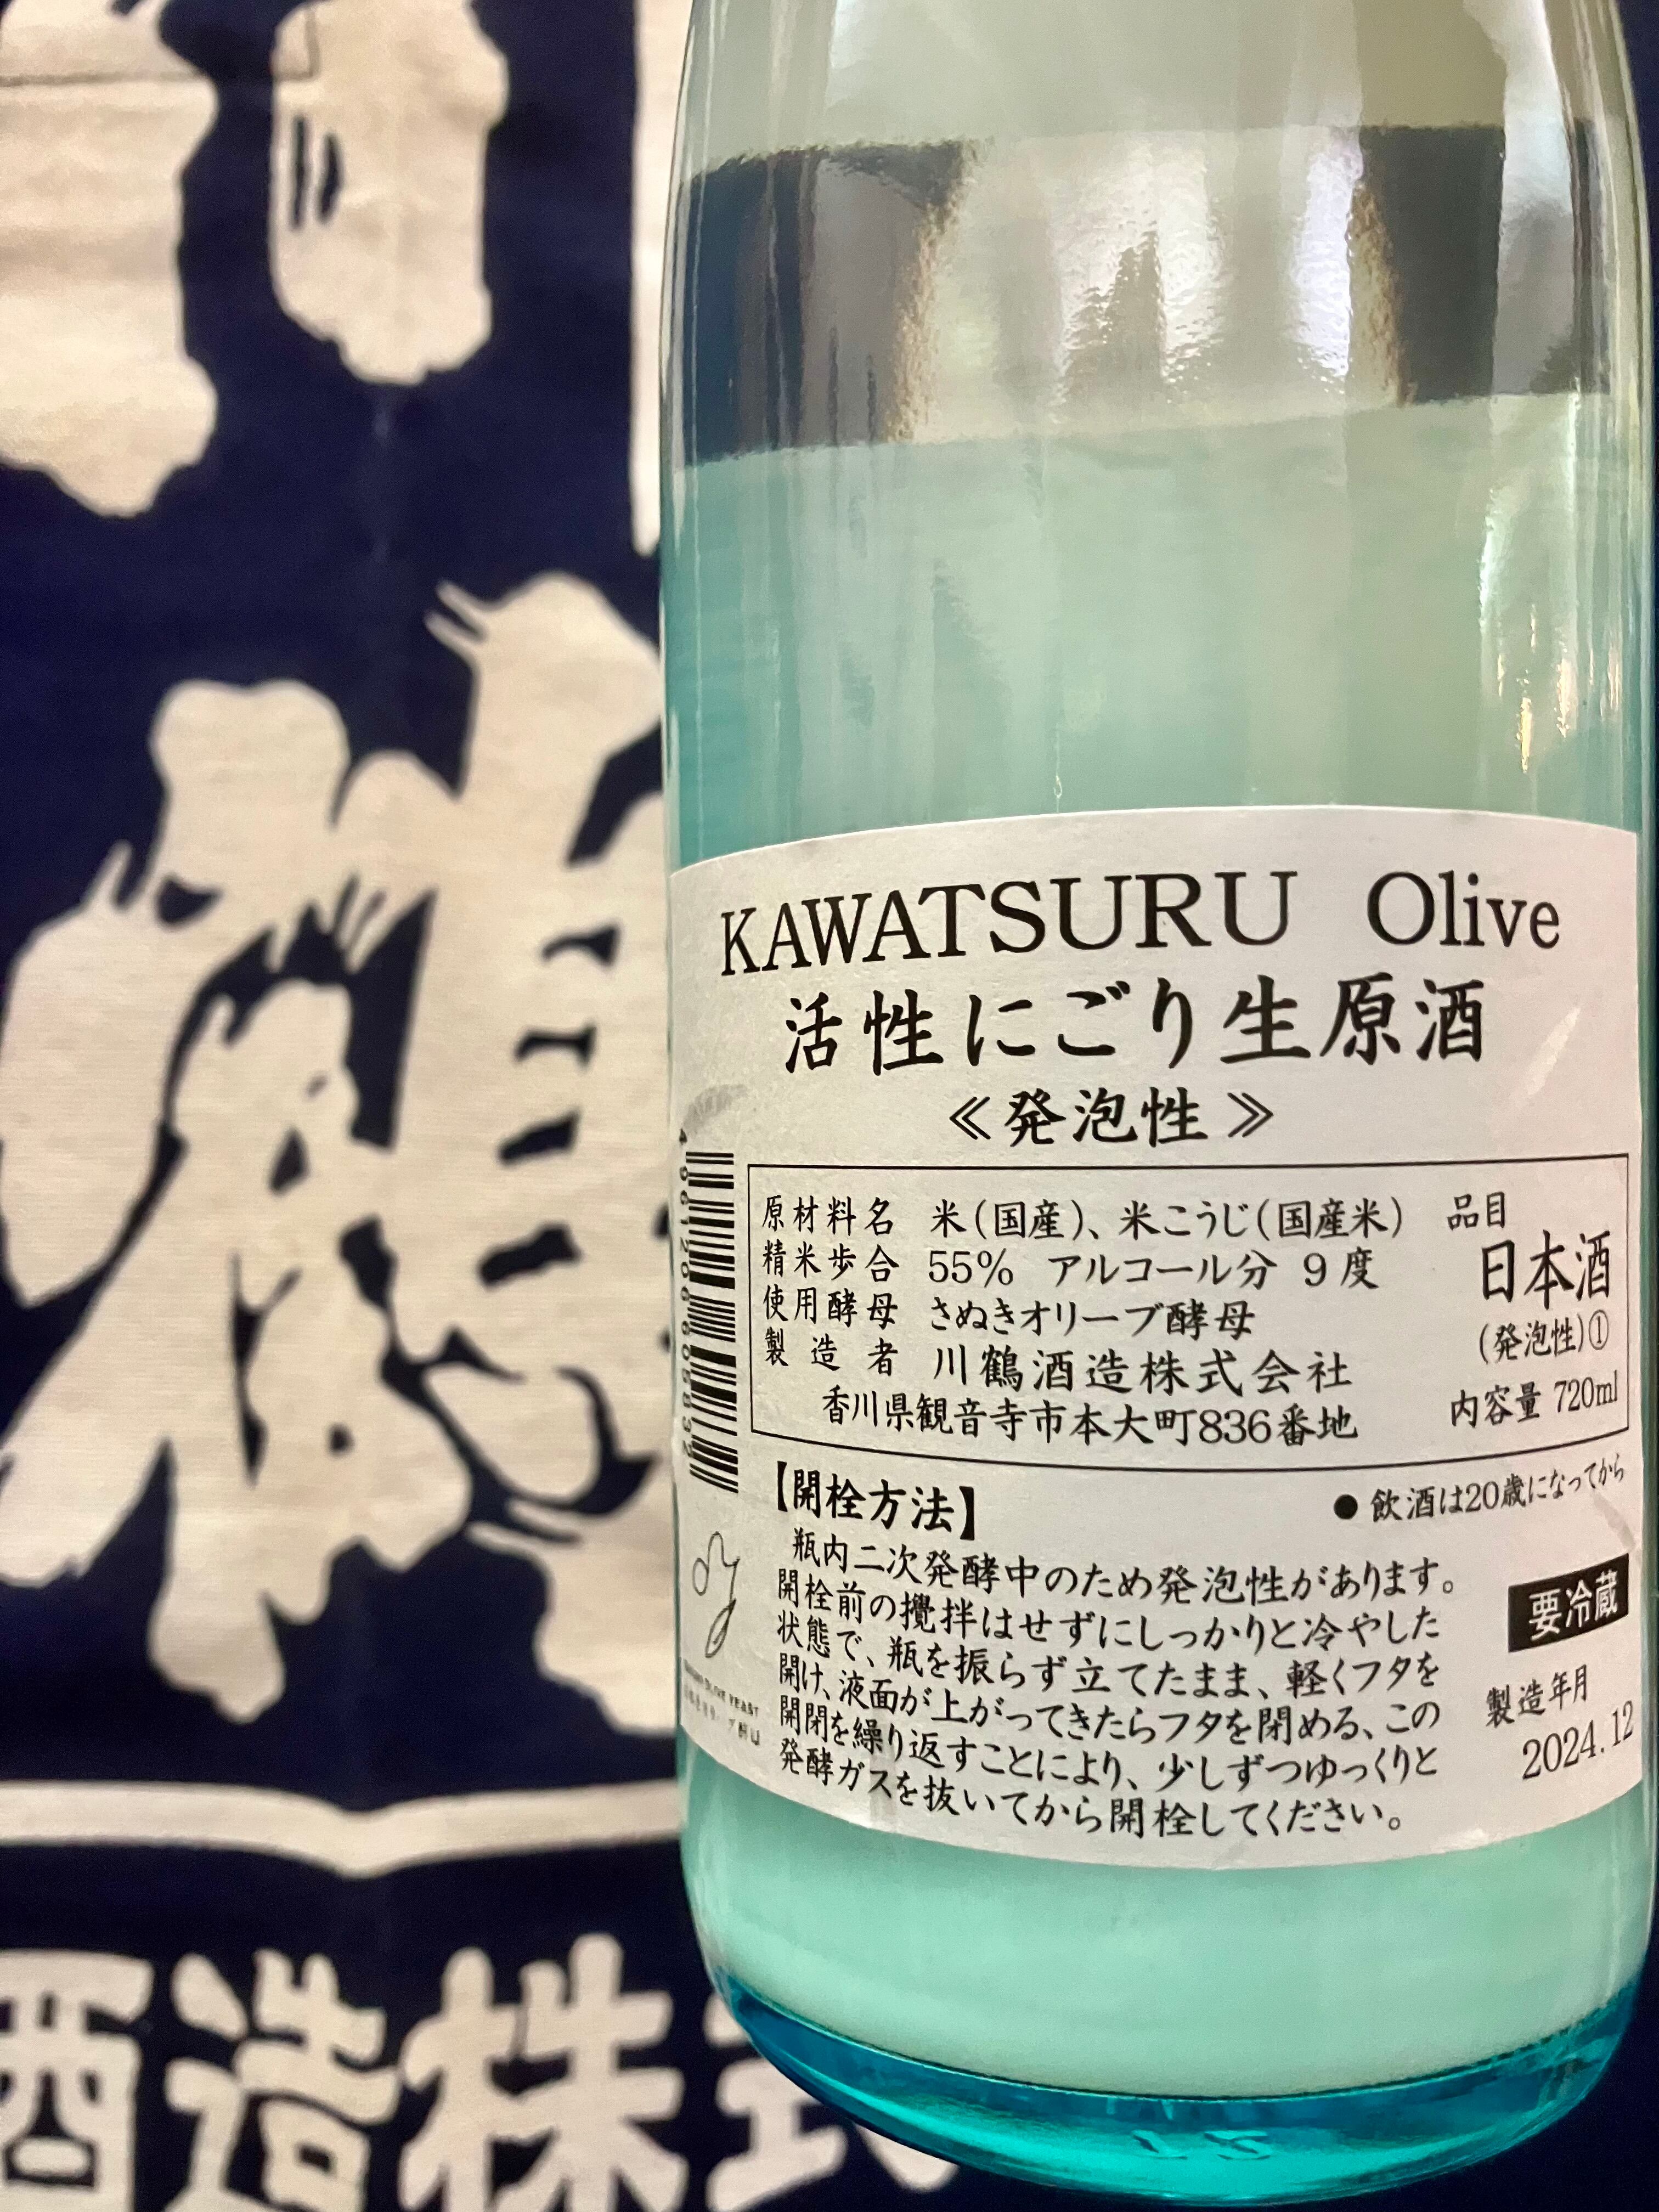 KAWATSURU Olive
活性にごり生原酒
≪発泡性≫
原材料名 米(国産)、米こうじ(国産米)
精米歩合 55% アルコール分 9度
使用酵母 さぬきオリーブ酵母
製造者 川鶴酒造株式会社
香川県観音寺市本大町836番地
品目
日本酒
(発泡性)①
内容量 720ml
【開栓方法】
●飲酒は20歳になってから
瓶内二次発酵中のため発泡性があります。
開栓前の攪拌はせずにしっかりと冷やした
状態で、瓶を振らず立てたまま、軽くフタを
開け、液面が上がってきたらフタを閉める、この
開閉を繰り返すことにより、少しずつゆっくりと
発酵ガスを抜いてから開栓してください。
要冷蔵
製造年月
2024.12
川
鶴
酒造株式